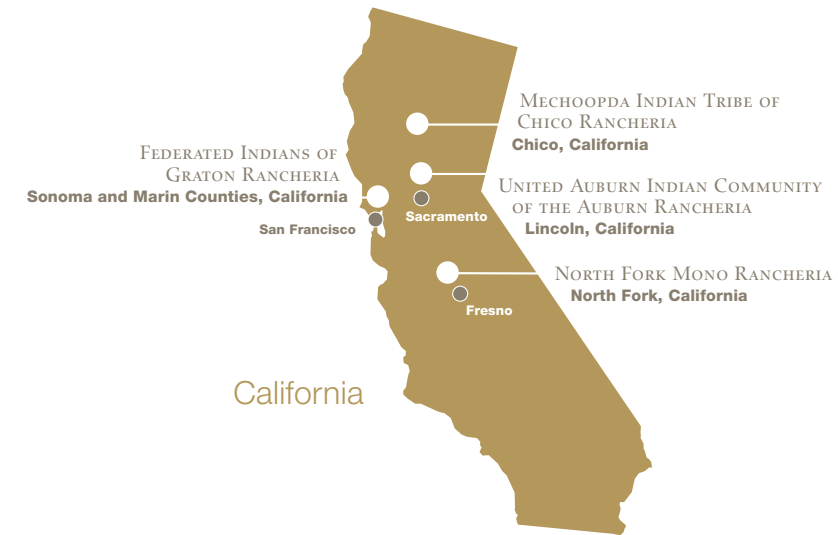 Mechoopda Indian Tribe of
Chico Rancheria
Chico, California
Federated Indians of
Graton Rancheria
Sonoma and Marin Counties, California
United Auburn Indian Community
of the Auburn Rancheria
Lincoln, California
Sacramento
San Francisco
North Fork Mono Rancheria
North Fork, California
Fresno
California